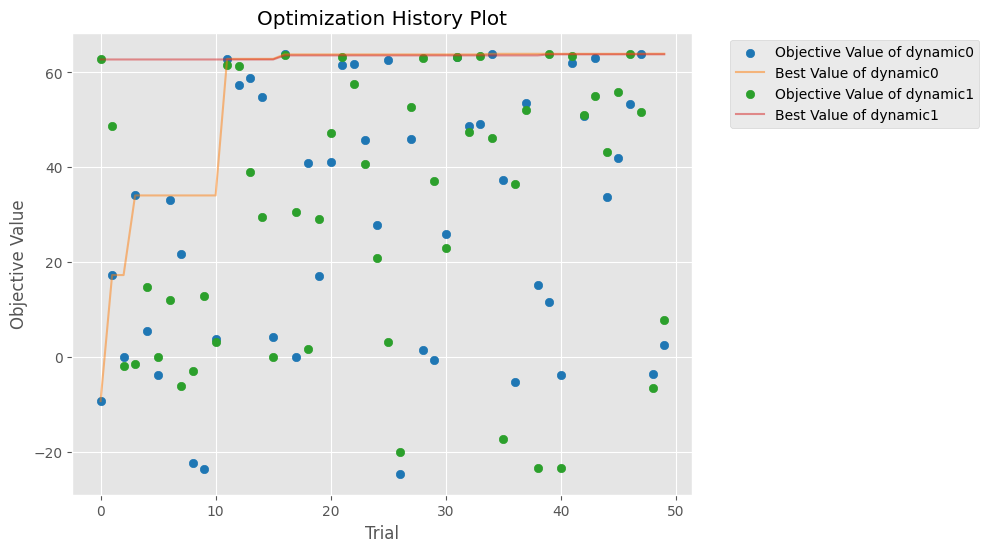 Optimization History Plot
Objective Value of dynamic0
Best Value of dynamic0
Objective Value of dynamic1
Best Value of dynamic1
Objective Value
60
40
20
0
−20
0
10
20
30
40
50
Trial